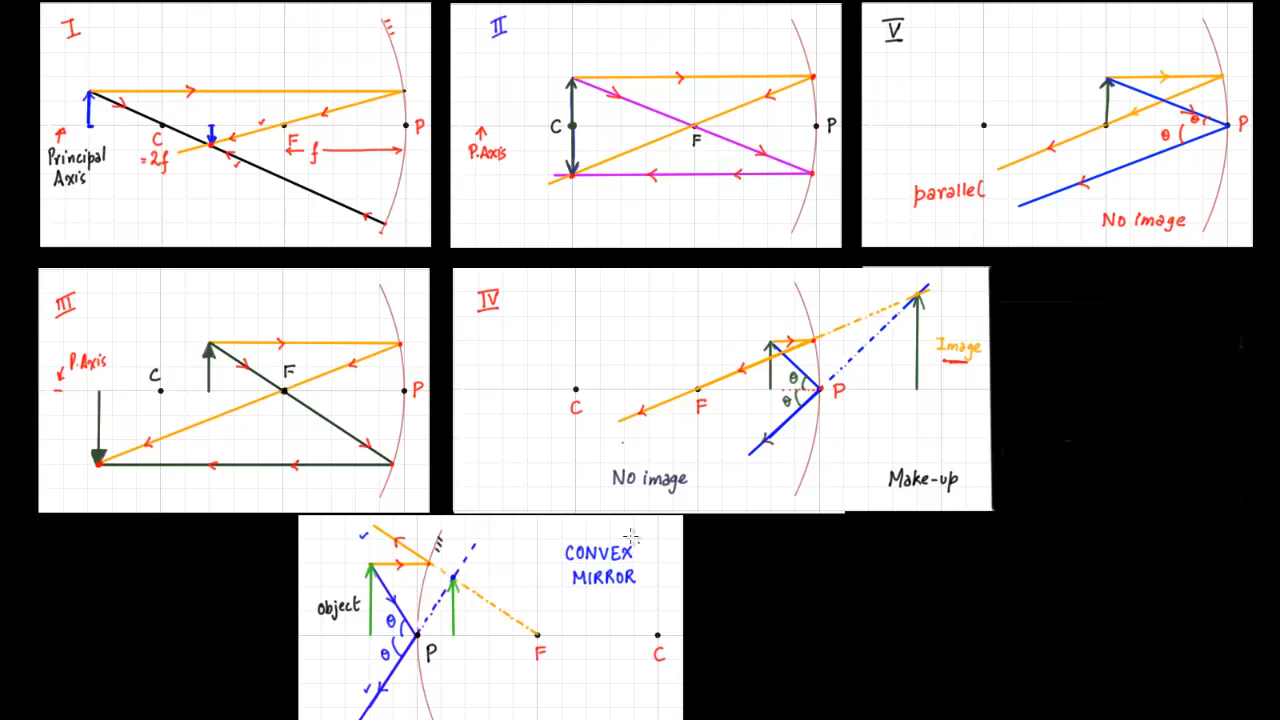 I
C
= 2f
F
f
P
Principal
Axis
II
C
F
P
P.Axis
V
θ
θ
P
parallel
No image
III
P.Axis
C
F
P
IV
θ
θ
P
C
F
Image
No image
Make-up
CONVEX
MIRROR
object
θ
θ
P
F
C